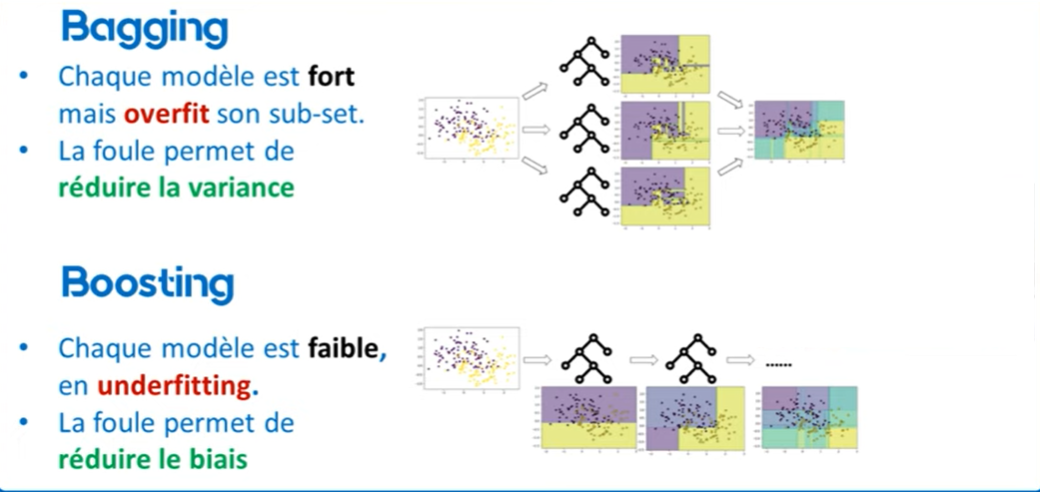 Bagging
• Chaque modèle est fort
mais overfit son sub-set.
• La foule permet de
réduire la variance
Boosting
• Chaque modèle est faible,
en underfitting.
• La foule permet de
réduire le biais
......